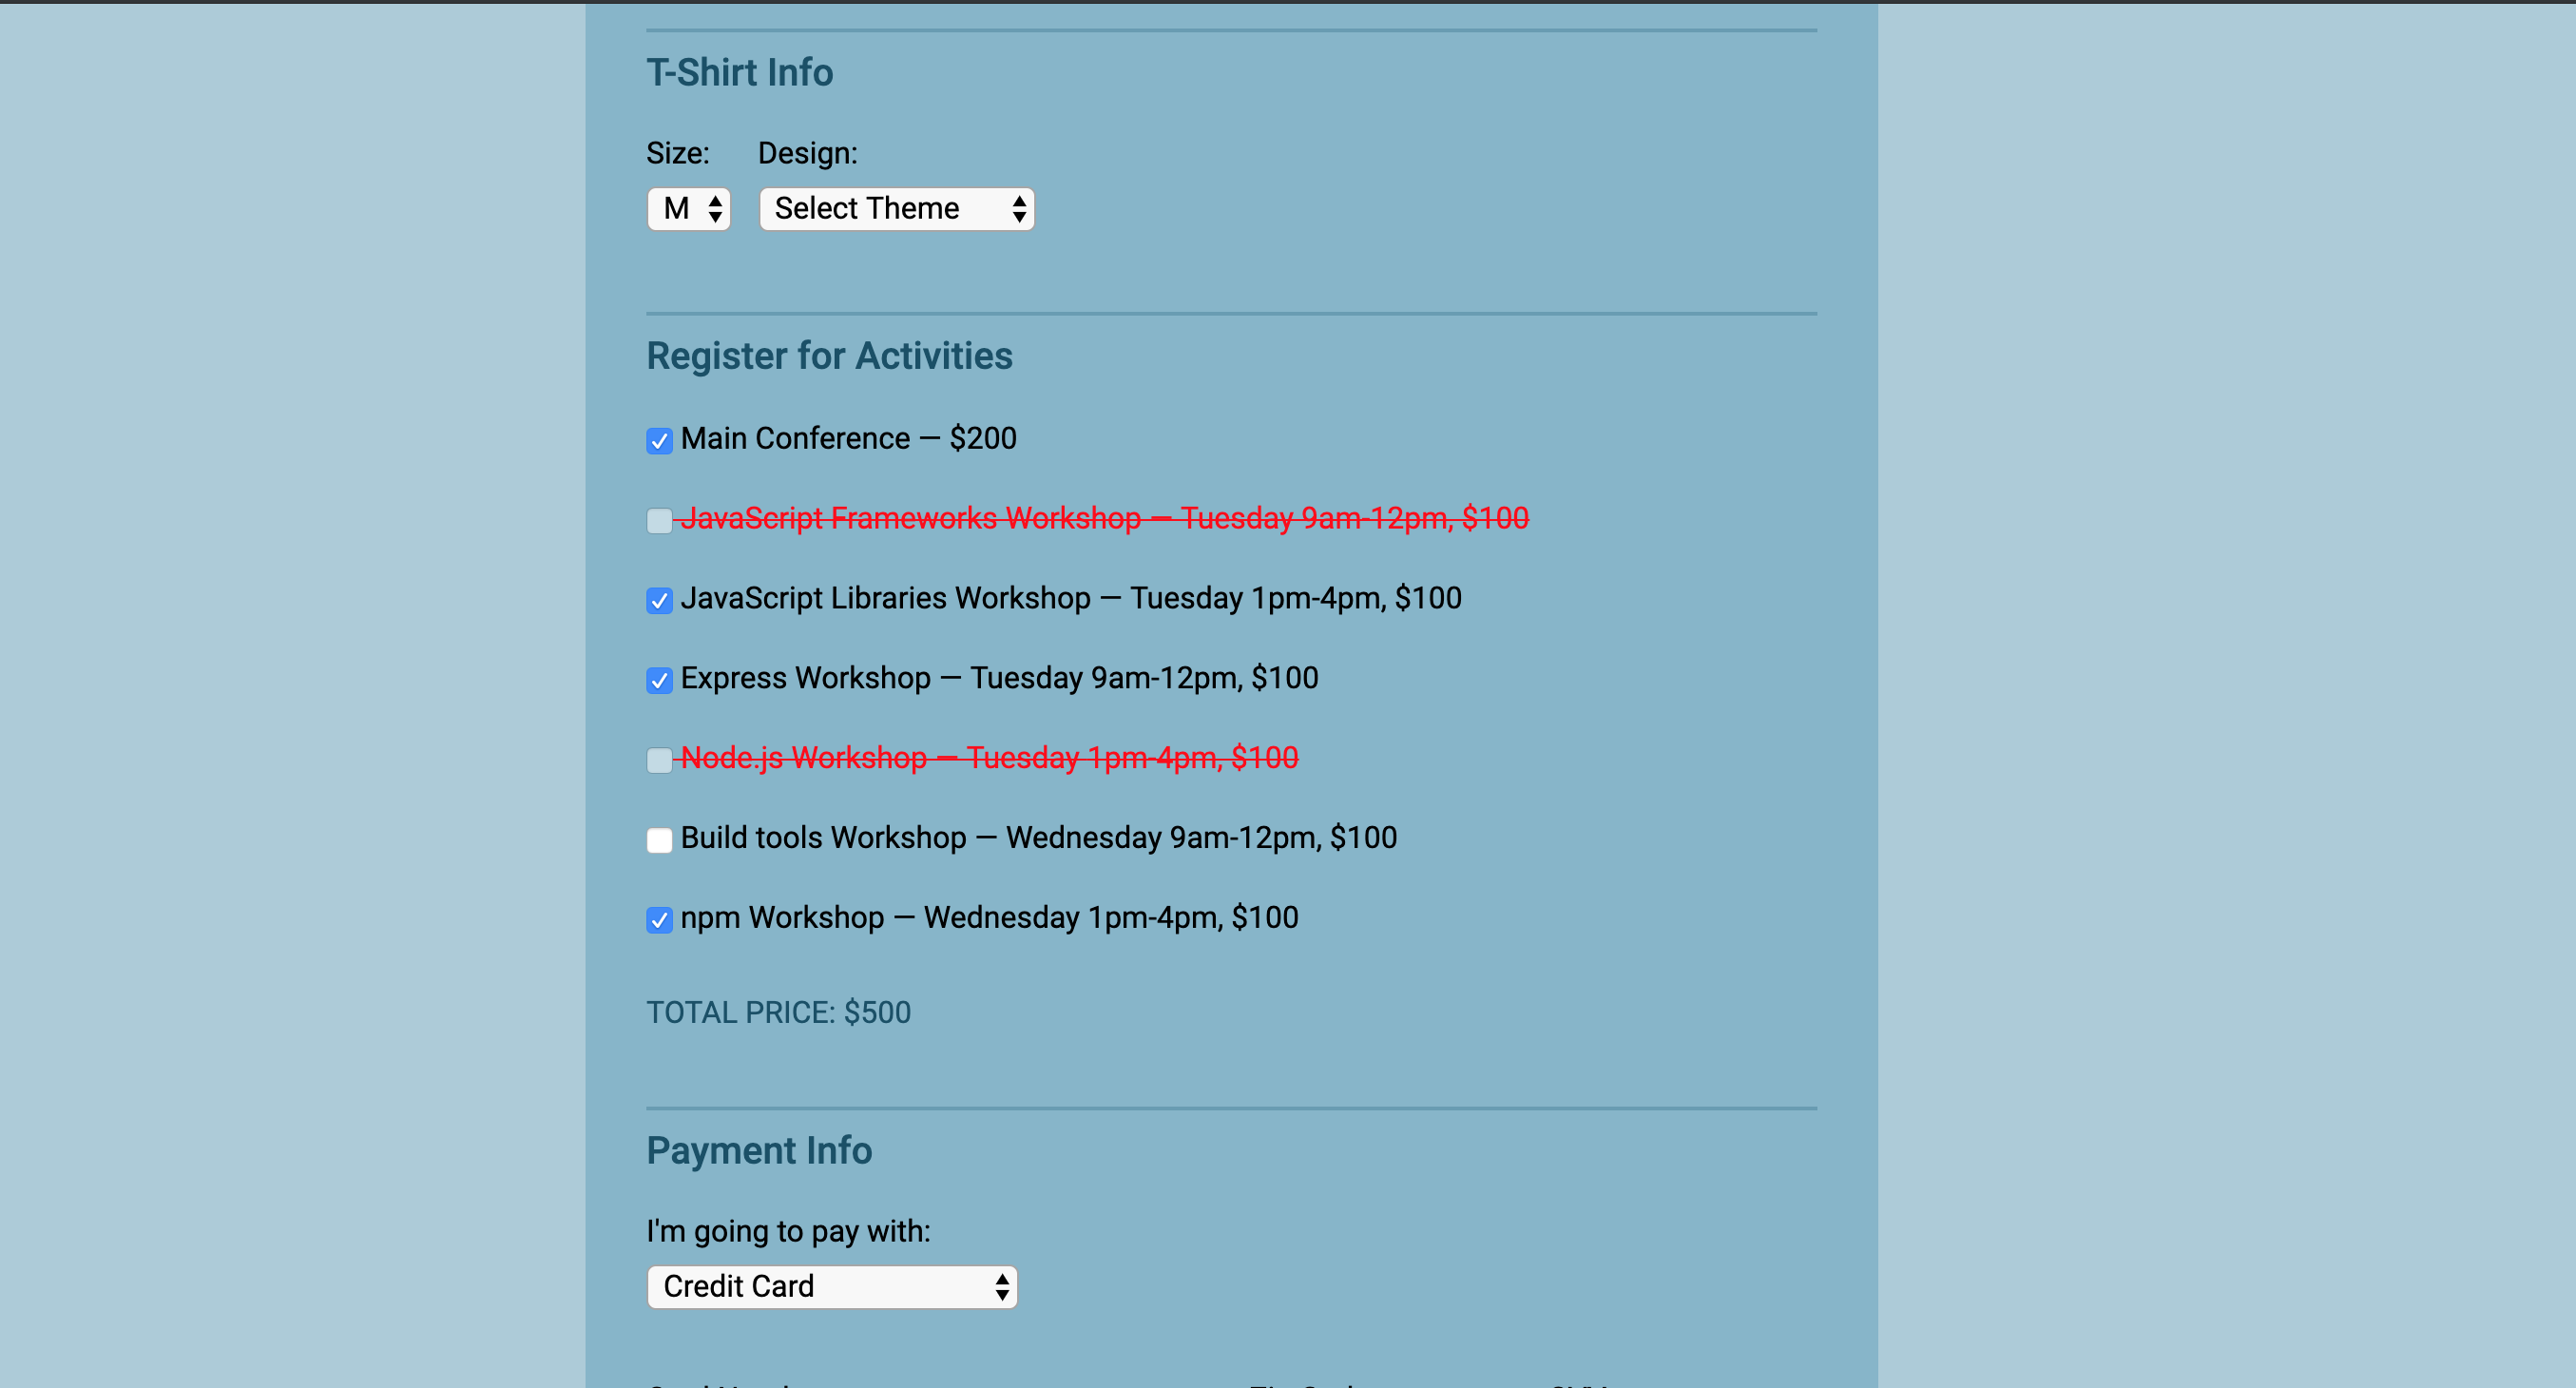 T-Shirt Info
Size: Design:
M Select Theme
Register for Activities
Main Conference — $200
JavaScript Frameworks Workshop — Tuesday 9am-12pm, $100
JavaScript Libraries Workshop — Tuesday 1pm-4pm, $100
Express Workshop — Tuesday 9am-12pm, $100
Node.js Workshop — Tuesday 1pm-4pm, $100
Build tools Workshop — Wednesday 9am-12pm, $100
npm Workshop — Wednesday 1pm-4pm, $100
TOTAL PRICE: $500
Payment Info
I'm going to pay with:
Credit Card